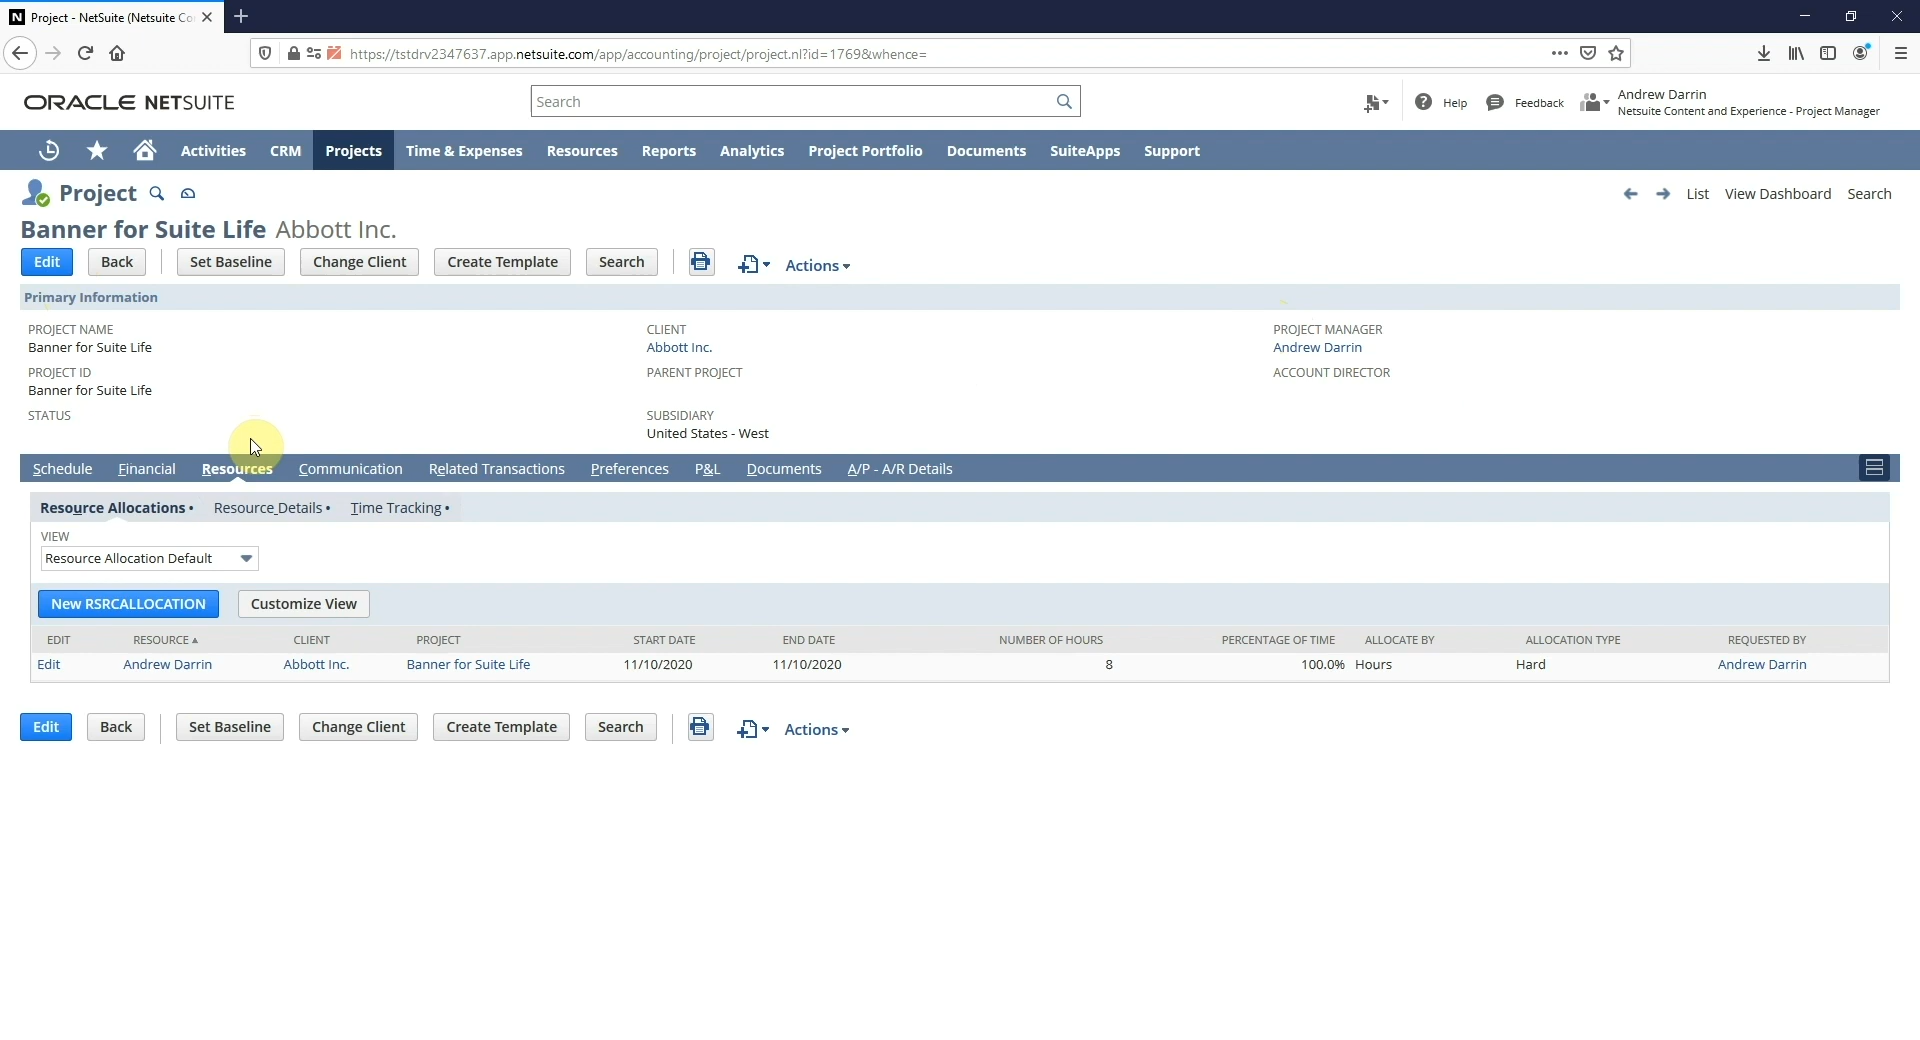 N Project - NetSuite (Netsuite Co
https://tstdrv2347637.app.netsuite.com/app/accounting/project/project.nl?id=1769&whence=
ORACLE NETSUITE
Search
Help
Feedback
Andrew Darrin
Netsuite Content and Experience - Project Manager
Activities CRM Projects Time & Expenses Resources Reports Analytics Project Portfolio Documents SuiteApps Support
Project
List View Dashboard Search
Banner for Suite Life Abbott Inc.
Edit Back Set Baseline Change Client Create Template Search Actions
Primary Information
PROJECT NAME CLIENT PROJECT MANAGER
Banner for Suite Life Abbott Inc. Andrew Darrin
PROJECT ID PARENT PROJECT ACCOUNT DIRECTOR
Banner for Suite Life
STATUS SUBSIDIARY
United States - West
Schedule Financial Resources Communication Related Transactions Preferences P&L Documents A/P - A/R Details
Resource Allocations • Resource Details • Time Tracking •
VIEW
Resource Allocation Default
New RSRCALLOCATION Customize View
EDIT RESOURCE CLIENT PROJECT START DATE END DATE NUMBER OF HOURS PERCENTAGE OF TIME ALLOCATE BY ALLOCATION TYPE REQUESTED BY
Edit Andrew Darrin Abbott Inc. Banner for Suite Life 11/10/2020 11/10/2020 8 100.0% Hours Hard Andrew Darrin
Edit Back Set Baseline Change Client Create Template Search Actions